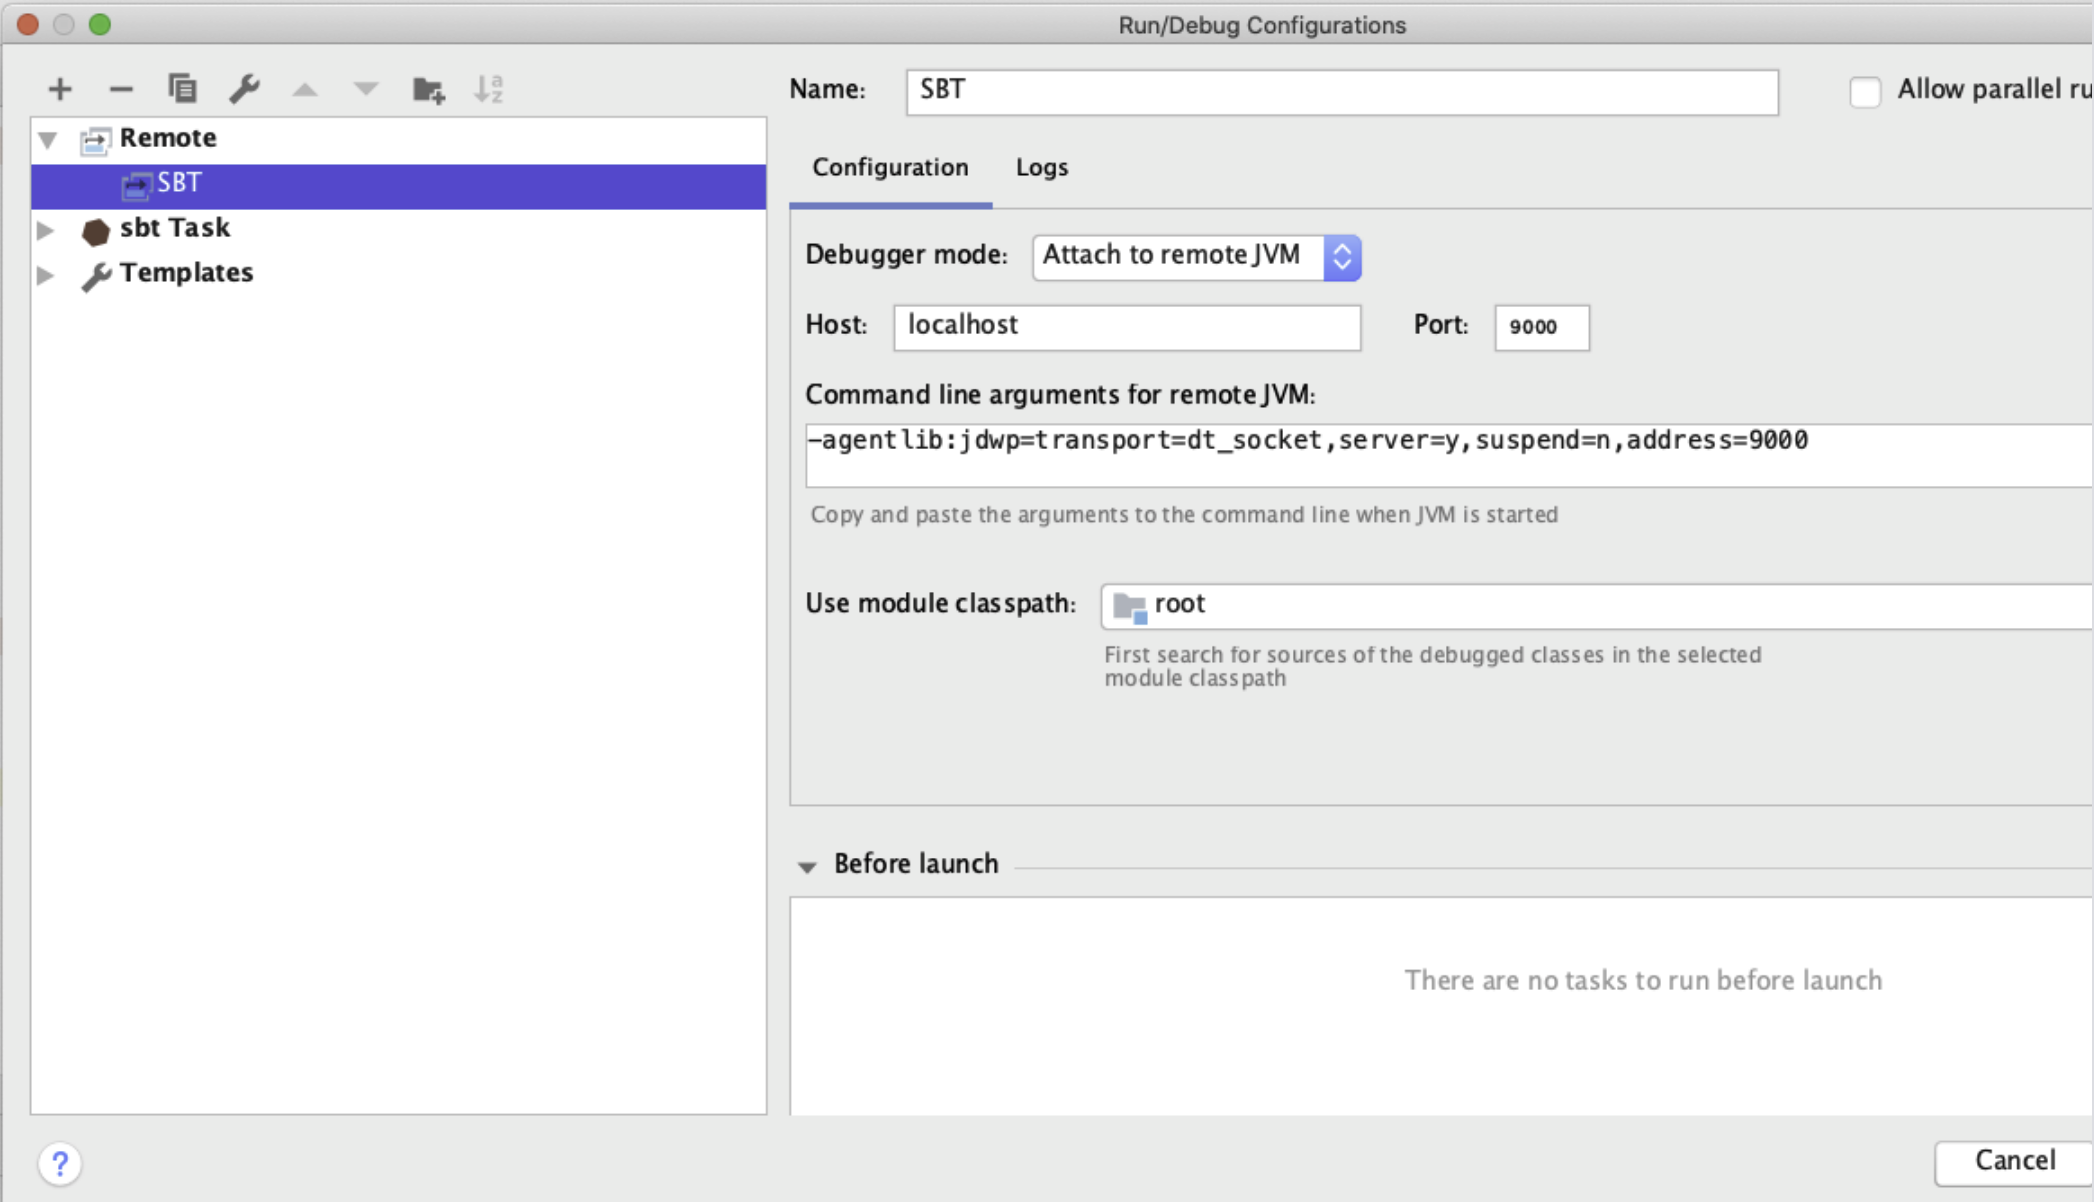 Run/Debug Configurations
Name: SBT
Allow parallel ru
Remote
SBT
sbt Task
Templates
Configuration Logs
Debugger mode: Attach to remote JVM
Host: localhost Port: 9000
Command line arguments for remote JVM:
-agentlib:jdwp=transport=dt_socket,server=y,suspend=n,address=9000
Copy and paste the arguments to the command line when JVM is started
Use module classpath: root
First search for sources of the debugged classes in the selected
module classpath
Before launch
There are no tasks to run before launch
?
Cancel